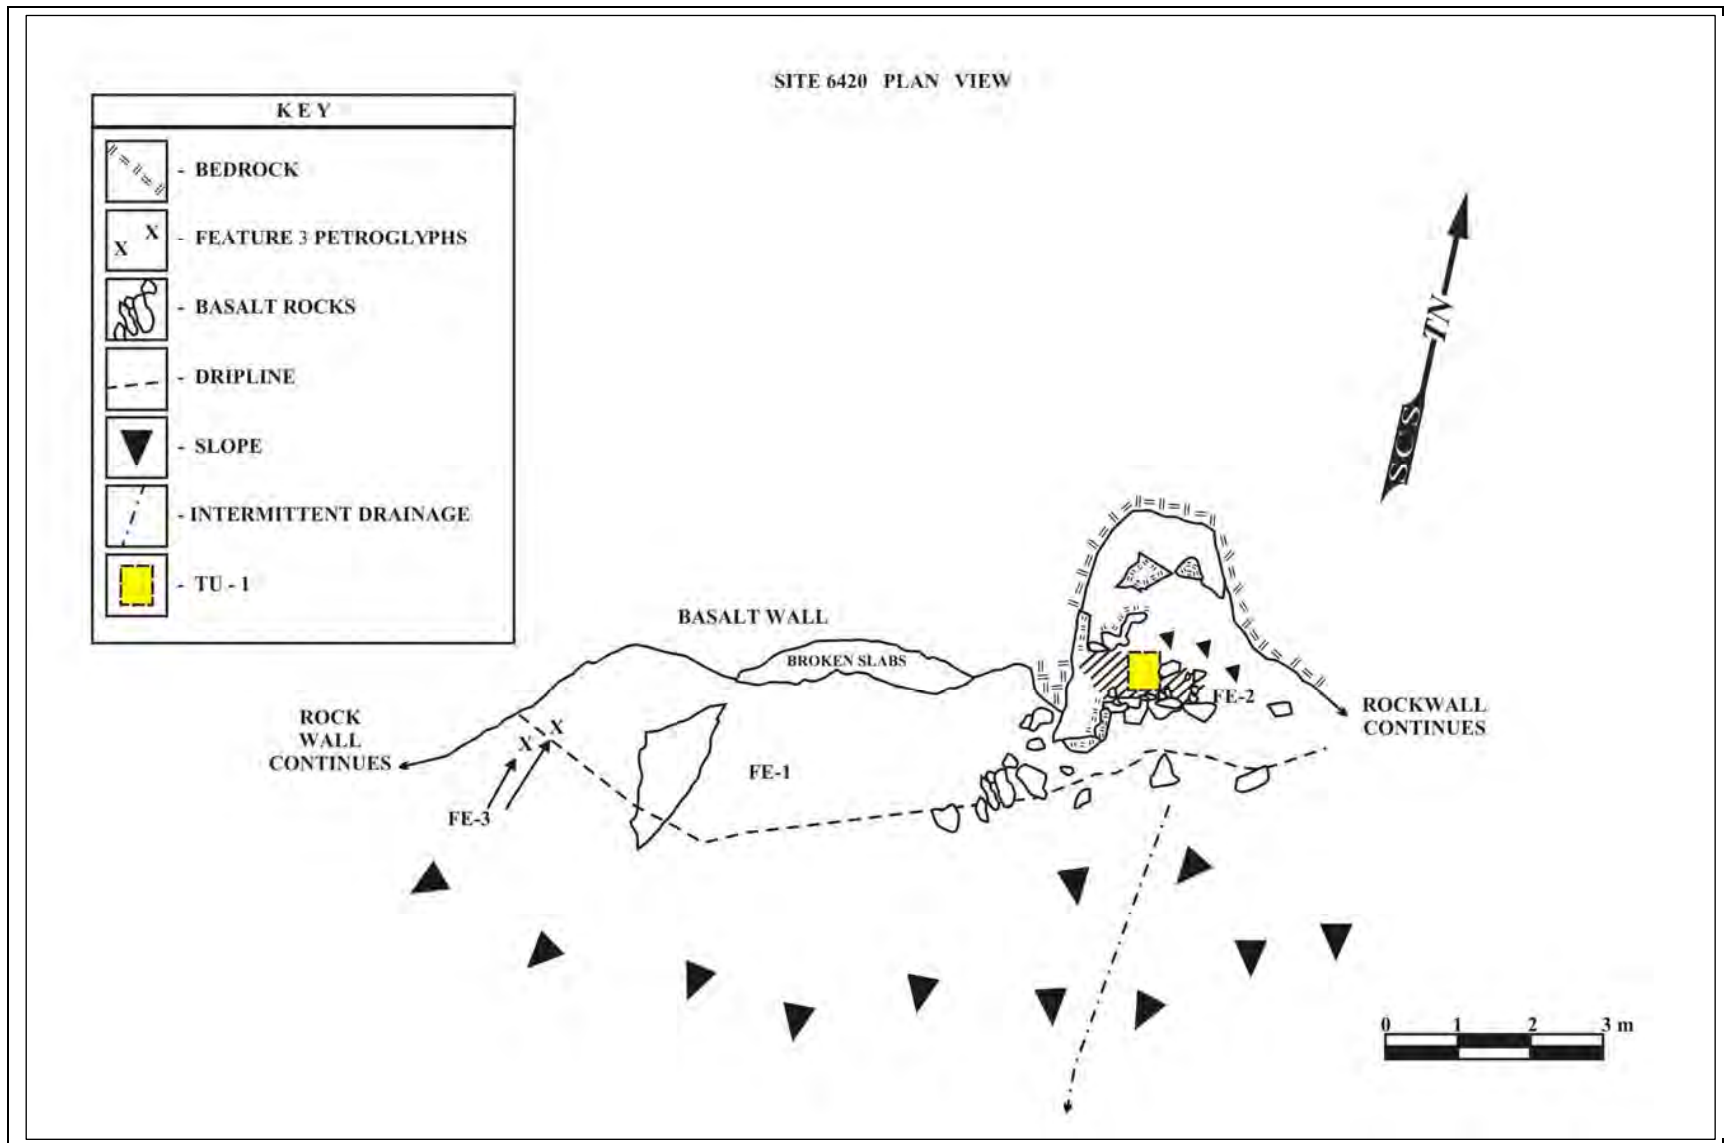 SITE 6420 PLAN VIEW
KEY
- BEDROCK
X X
- FEATURE 3 PETROGLYPHS
- BASALT ROCKS
- DRIPLINE
- SLOPE
- INTERMITTENT DRAINAGE
- TU - 1
TN
SCS
BASALT WALL
BROKEN SLABS
ROCK
WALL
CONTINUES
X X
FE-1
FE-2
FE-3
ROCKWALL
CONTINUES
0 1 2 3 m